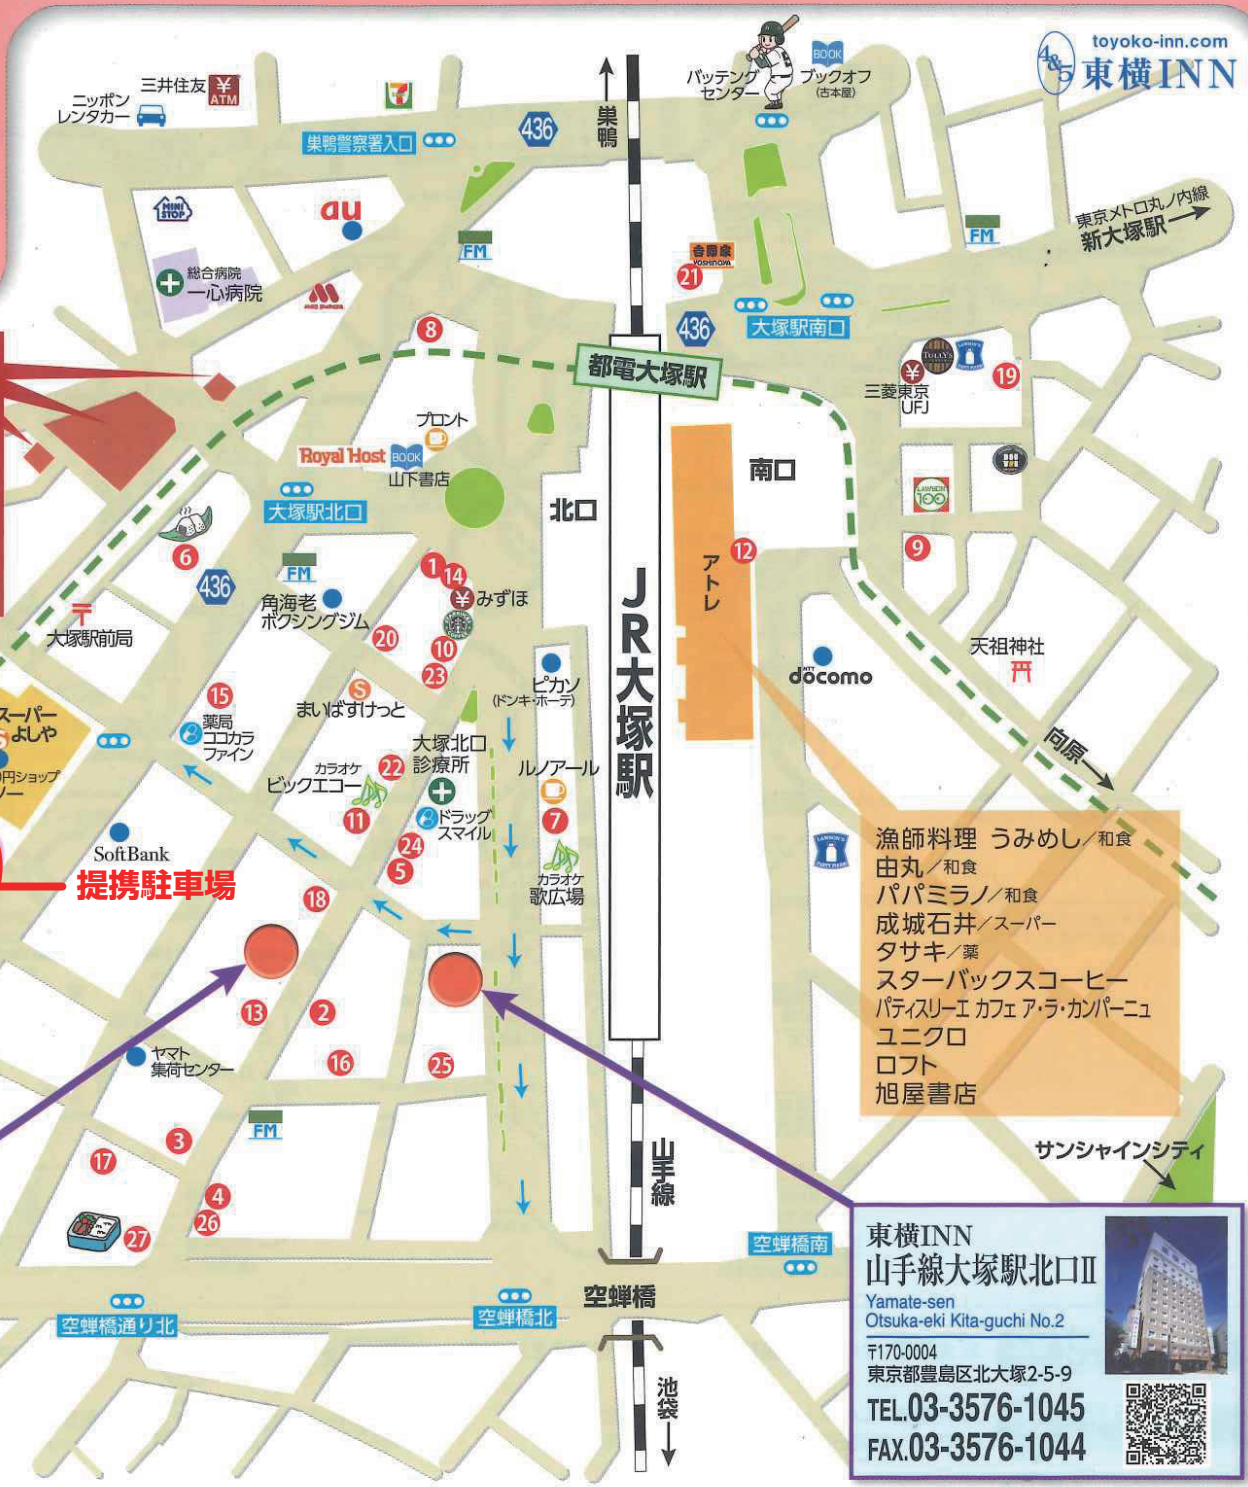 toyoko-inn.com
4&5
東横INN
三井住友
¥
ATM
ニッポン
レンタカー
7
巣鴨警察署入口
436
巣鴨
バッティング
センター
BOOK
ブックオフ
(古本屋)
東京メトロ丸ノ内線
新大塚駅
MINI
STOP
au
FM
FM
吉野家
YOSHINOYA
21
総合病院
一心病院
8
436
大塚駅南口
都電大塚駅
TULLY'S
¥
三菱東京
UFJ
19
プロント
Royal Host
BOOK
山下書店
大塚駅北口
北口
南口
LAWSON
100
6
436
FM
1
14
¥
みずほ
12
アトレ
9
〒
大塚駅前局
角海老
ボクシングジム
20
10
23
JR大塚駅
天祖神社
docomo
ピカソ
(ドンキ・ホーテ)
15
薬局
ココカラ
ファイン
S
まいばすけっと
スーパー
よしや
円ショップ
大塚北口
診療所
カラオケ
ビックエコー
22
11
ドラッグ
スマイル
24
5
ルノアール
7
カラオケ
歌広場
向原
SoftBank
提携駐車場
18
漁師料理 うみめし/和食
由丸/和食
パパミラノ/和食
成城石井/スーパー
タサキ/薬
スターバックスコーヒー
パティスリーエ カフェ ア・ラ・カンパーニュ
ユニクロ
ロフト
旭屋書店
13
2
16
25
ヤマト
集荷センター
FM
3
17
4
26
27
山手線
サンシャインシティ
空蝉橋南
空蝉橋
空蝉橋北
空蝉橋通り北
池袋
東横INN
山手線大塚駅北口II
Yamate-sen
Otsuka-eki Kita-guchi No.2
〒170-0004
東京都豊島区北大塚2-5-9
TEL.03-3576-1045
FAX.03-3576-1044